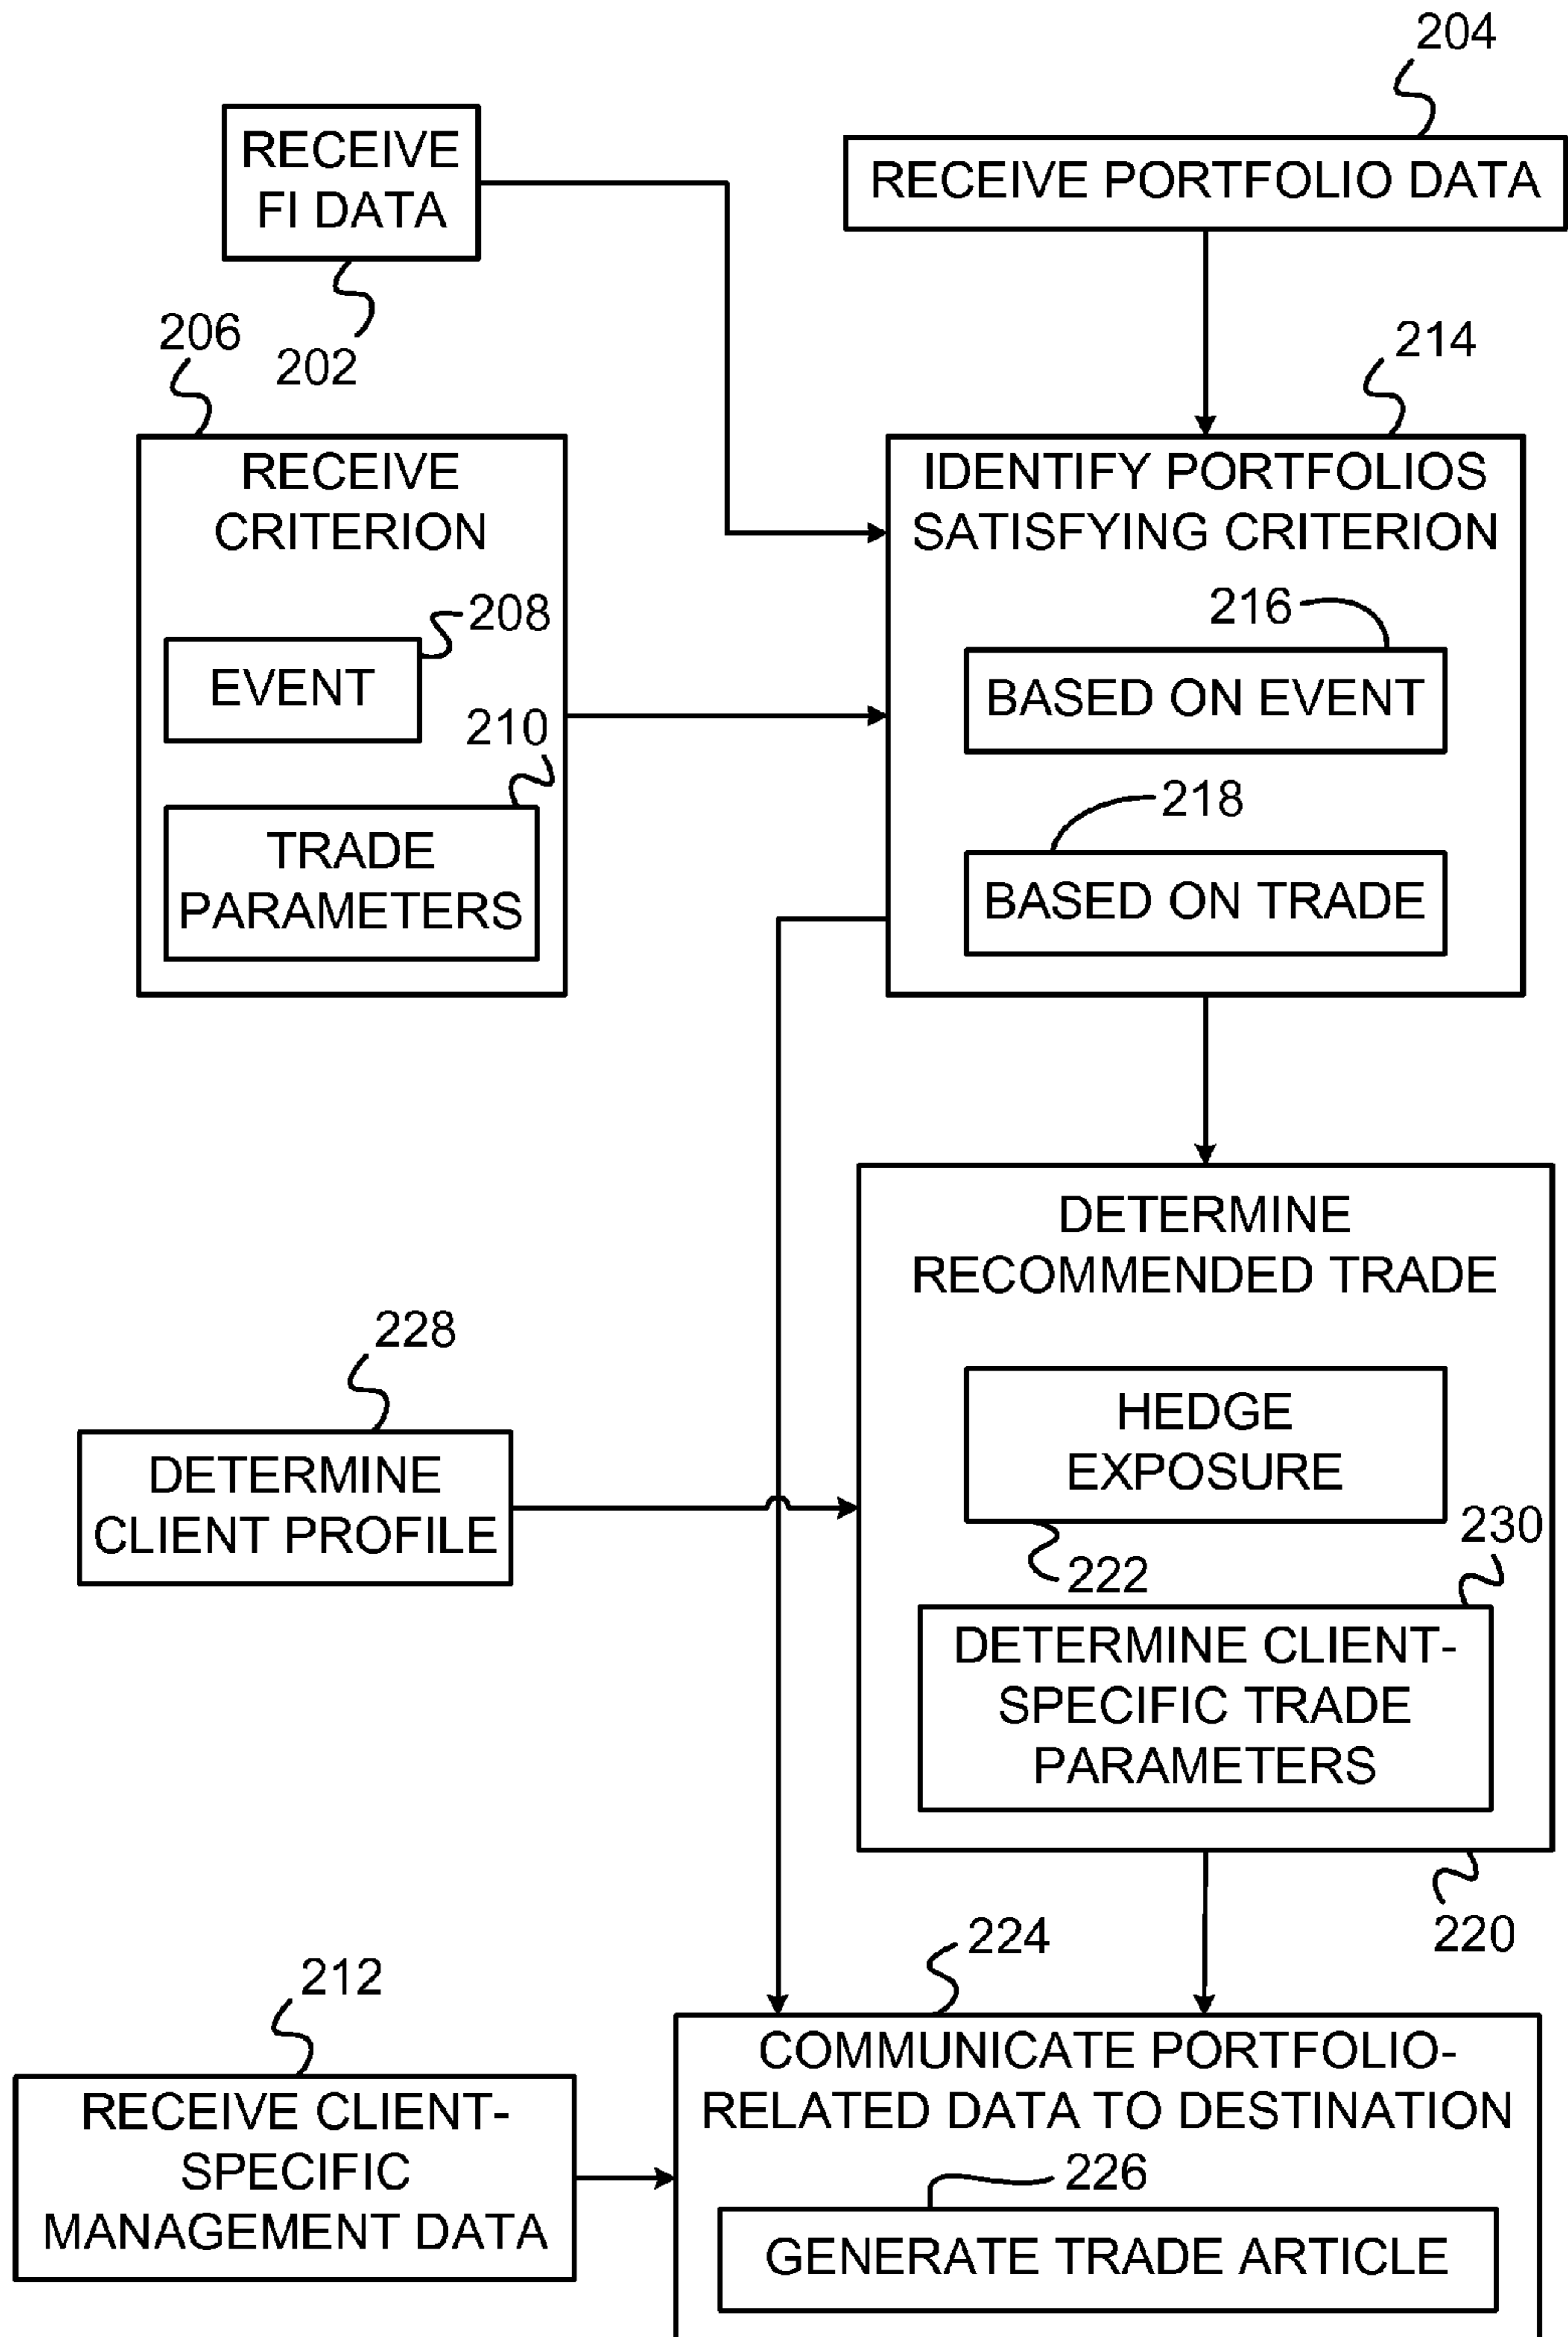 204
RECEIVE
FI DATA
RECEIVE PORTFOLIO DATA
202
206
214
RECEIVE
CRITERION
208
EVENT
210
TRADE
PARAMETERS
IDENTIFY PORTFOLIOS
SATISFYING CRITERION
216
BASED ON EVENT
218
BASED ON TRADE
DETERMINE
RECOMMENDED TRADE
228
DETERMINE
CLIENT PROFILE
HEDGE
EXPOSURE
222
230
DETERMINE CLIENT-
SPECIFIC TRADE
PARAMETERS
220
224
212
RECEIVE CLIENT-
SPECIFIC
MANAGEMENT DATA
COMMUNICATE PORTFOLIO-
RELATED DATA TO DESTINATION
226
GENERATE TRADE ARTICLE